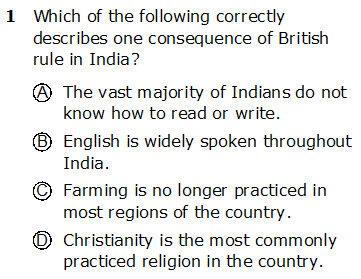 1 Which of the following correctly
describes one consequence of British
rule in India?
A The vast majority of Indians do not
know how to read or write.
B English is widely spoken throughout
India.
C Farming is no longer practiced in
most regions of the country.
D Christianity is the most commonly
practiced religion in the country.